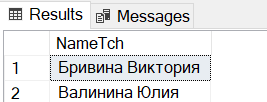 Results Messages
NameTch
1 Бривина Виктория
2 Валинина Юлия